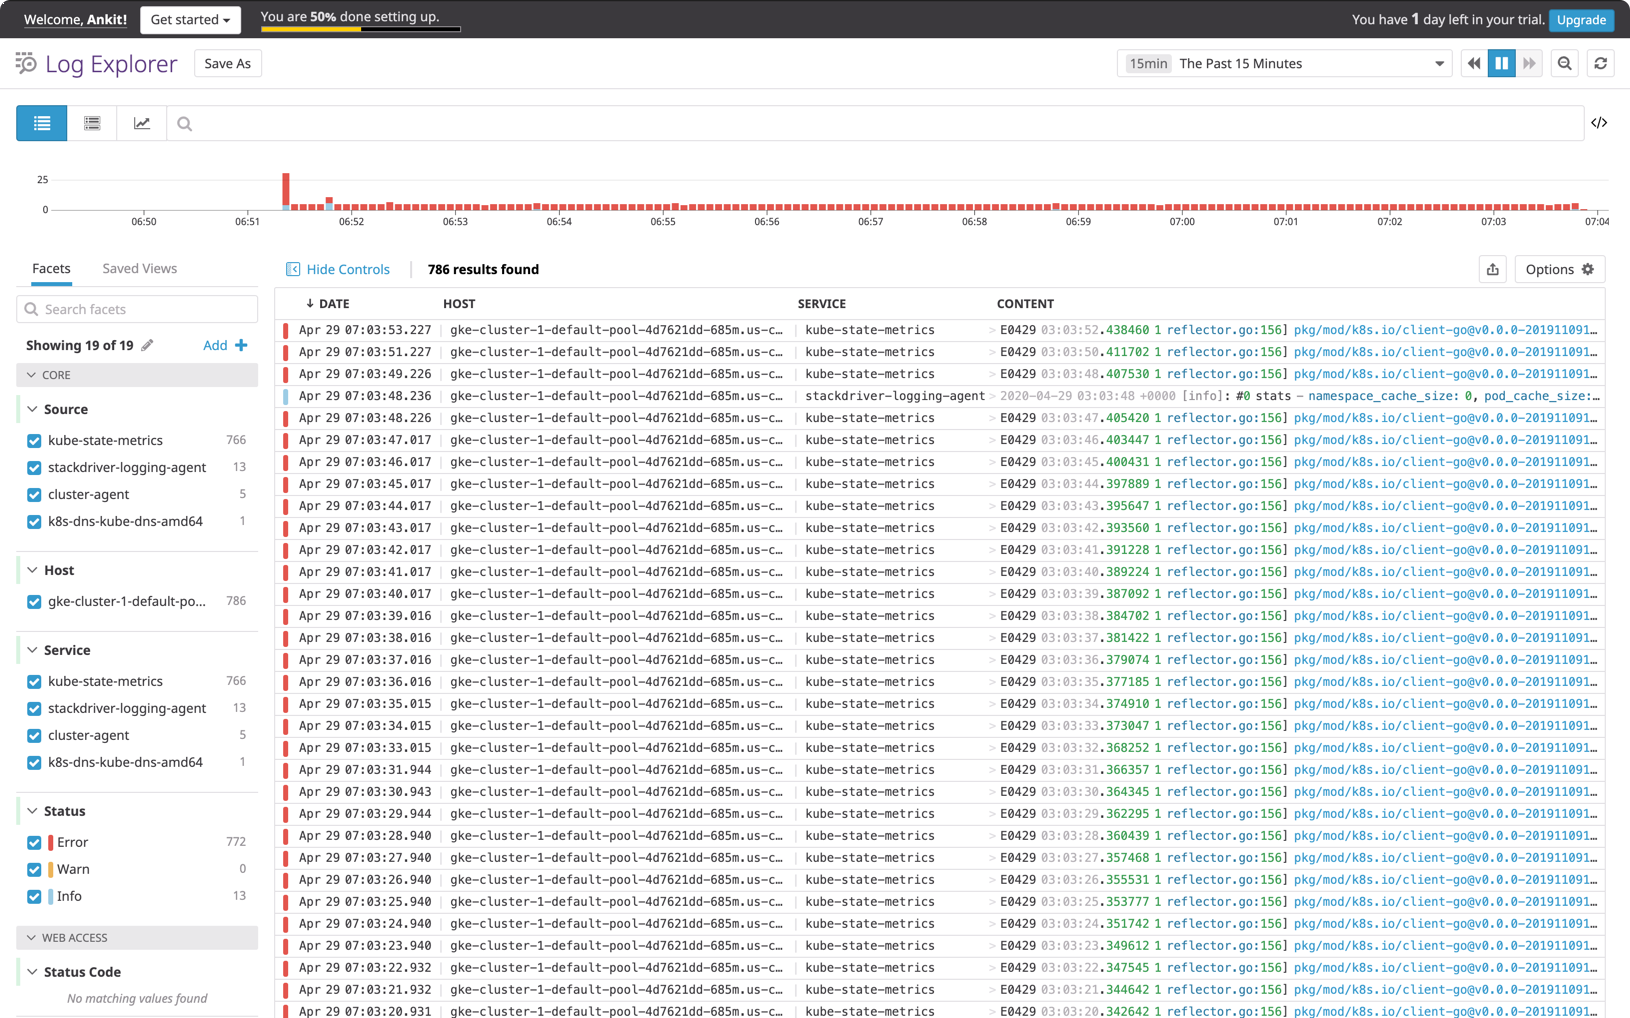 Welcome, Ankit! Get started You are 50% done setting up. You have 1 day left in your trial. Upgrade
Log Explorer Save As 15min The Past 15 Minutes
</>
25
0
06:50 06:51 06:52 06:53 06:54 06:55 06:56 06:57 06:58 06:59 07:00 07:01 07:02 07:03 07:04
Facets Saved Views Hide Controls 786 results found Options
Search facets
Showing 19 of 19 Add
CORE
Source
kube-state-metrics 766
stackdriver-logging-agent 13
cluster-agent 5
k8s-dns-kube-dns-amd64 1
Host
gke-cluster-1-default-po... 786
Service
kube-state-metrics 766
stackdriver-logging-agent 13
cluster-agent 5
k8s-dns-kube-dns-amd64 1
Status
Error 772
Warn 0
Info 13
WEB ACCESS
Status Code
No matching values found
DATE HOST SERVICE CONTENT
Apr 29 07:03:53.227 gke-cluster-1-default-pool-4d7621dd-685m.us-c… kube-state-metrics > E0429 03:03:52.438460 1 reflector.go:156] pkg/mod/k8s.io/client-go@v0.0.0-201911091…
Apr 29 07:03:51.227 gke-cluster-1-default-pool-4d7621dd-685m.us-c… kube-state-metrics > E0429 03:03:50.411702 1 reflector.go:156] pkg/mod/k8s.io/client-go@v0.0.0-201911091…
Apr 29 07:03:49.226 gke-cluster-1-default-pool-4d7621dd-685m.us-c… kube-state-metrics > E0429 03:03:48.407530 1 reflector.go:156] pkg/mod/k8s.io/client-go@v0.0.0-201911091…
Apr 29 07:03:48.236 gke-cluster-1-default-pool-4d7621dd-685m.us-c… stackdriver-logging-agent > 2020-04-29 03:03:48 +0000 [info]: #0 stats - namespace_cache_size: 0, pod_cache_size:…
Apr 29 07:03:48.226 gke-cluster-1-default-pool-4d7621dd-685m.us-c… kube-state-metrics > E0429 03:03:47.405420 1 reflector.go:156] pkg/mod/k8s.io/client-go@v0.0.0-201911091…
Apr 29 07:03:47.017 gke-cluster-1-default-pool-4d7621dd-685m.us-c… kube-state-metrics > E0429 03:03:46.403447 1 reflector.go:156] pkg/mod/k8s.io/client-go@v0.0.0-201911091…
Apr 29 07:03:46.017 gke-cluster-1-default-pool-4d7621dd-685m.us-c… kube-state-metrics > E0429 03:03:45.400431 1 reflector.go:156] pkg/mod/k8s.io/client-go@v0.0.0-201911091…
Apr 29 07:03:45.017 gke-cluster-1-default-pool-4d7621dd-685m.us-c… kube-state-metrics > E0429 03:03:44.397889 1 reflector.go:156] pkg/mod/k8s.io/client-go@v0.0.0-201911091…
Apr 29 07:03:44.017 gke-cluster-1-default-pool-4d7621dd-685m.us-c… kube-state-metrics > E0429 03:03:43.395647 1 reflector.go:156] pkg/mod/k8s.io/client-go@v0.0.0-201911091…
Apr 29 07:03:43.017 gke-cluster-1-default-pool-4d7621dd-685m.us-c… kube-state-metrics > E0429 03:03:42.393560 1 reflector.go:156] pkg/mod/k8s.io/client-go@v0.0.0-201911091…
Apr 29 07:03:42.017 gke-cluster-1-default-pool-4d7621dd-685m.us-c… kube-state-metrics > E0429 03:03:41.391228 1 reflector.go:156] pkg/mod/k8s.io/client-go@v0.0.0-201911091…
Apr 29 07:03:41.017 gke-cluster-1-default-pool-4d7621dd-685m.us-c… kube-state-metrics > E0429 03:03:40.389224 1 reflector.go:156] pkg/mod/k8s.io/client-go@v0.0.0-201911091…
Apr 29 07:03:40.017 gke-cluster-1-default-pool-4d7621dd-685m.us-c… kube-state-metrics > E0429 03:03:39.387092 1 reflector.go:156] pkg/mod/k8s.io/client-go@v0.0.0-201911091…
Apr 29 07:03:39.016 gke-cluster-1-default-pool-4d7621dd-685m.us-c… kube-state-metrics > E0429 03:03:38.384702 1 reflector.go:156] pkg/mod/k8s.io/client-go@v0.0.0-201911091…
Apr 29 07:03:38.016 gke-cluster-1-default-pool-4d7621dd-685m.us-c… kube-state-metrics > E0429 03:03:37.381422 1 reflector.go:156] pkg/mod/k8s.io/client-go@v0.0.0-201911091…
Apr 29 07:03:37.016 gke-cluster-1-default-pool-4d7621dd-685m.us-c… kube-state-metrics > E0429 03:03:36.379074 1 reflector.go:156] pkg/mod/k8s.io/client-go@v0.0.0-201911091…
Apr 29 07:03:36.016 gke-cluster-1-default-pool-4d7621dd-685m.us-c… kube-state-metrics > E0429 03:03:35.377185 1 reflector.go:156] pkg/mod/k8s.io/client-go@v0.0.0-201911091…
Apr 29 07:03:35.015 gke-cluster-1-default-pool-4d7621dd-685m.us-c… kube-state-metrics > E0429 03:03:34.374910 1 reflector.go:156] pkg/mod/k8s.io/client-go@v0.0.0-201911091…
Apr 29 07:03:34.015 gke-cluster-1-default-pool-4d7621dd-685m.us-c… kube-state-metrics > E0429 03:03:33.373047 1 reflector.go:156] pkg/mod/k8s.io/client-go@v0.0.0-201911091…
Apr 29 07:03:33.015 gke-cluster-1-default-pool-4d7621dd-685m.us-c… kube-state-metrics > E0429 03:03:32.368252 1 reflector.go:156] pkg/mod/k8s.io/client-go@v0.0.0-201911091…
Apr 29 07:03:31.944 gke-cluster-1-default-pool-4d7621dd-685m.us-c… kube-state-metrics > E0429 03:03:31.366357 1 reflector.go:156] pkg/mod/k8s.io/client-go@v0.0.0-201911091…
Apr 29 07:03:30.943 gke-cluster-1-default-pool-4d7621dd-685m.us-c… kube-state-metrics > E0429 03:03:30.364345 1 reflector.go:156] pkg/mod/k8s.io/client-go@v0.0.0-201911091…
Apr 29 07:03:29.944 gke-cluster-1-default-pool-4d7621dd-685m.us-c… kube-state-metrics > E0429 03:03:29.362295 1 reflector.go:156] pkg/mod/k8s.io/client-go@v0.0.0-201911091…
Apr 29 07:03:28.940 gke-cluster-1-default-pool-4d7621dd-685m.us-c… kube-state-metrics > E0429 03:03:28.360439 1 reflector.go:156] pkg/mod/k8s.io/client-go@v0.0.0-201911091…
Apr 29 07:03:27.940 gke-cluster-1-default-pool-4d7621dd-685m.us-c… kube-state-metrics > E0429 03:03:27.357468 1 reflector.go:156] pkg/mod/k8s.io/client-go@v0.0.0-201911091…
Apr 29 07:03:26.940 gke-cluster-1-default-pool-4d7621dd-685m.us-c… kube-state-metrics > E0429 03:03:26.355531 1 reflector.go:156] pkg/mod/k8s.io/client-go@v0.0.0-201911091…
Apr 29 07:03:25.940 gke-cluster-1-default-pool-4d7621dd-685m.us-c… kube-state-metrics > E0429 03:03:25.353777 1 reflector.go:156] pkg/mod/k8s.io/client-go@v0.0.0-201911091…
Apr 29 07:03:24.940 gke-cluster-1-default-pool-4d7621dd-685m.us-c… kube-state-metrics > E0429 03:03:24.351742 1 reflector.go:156] pkg/mod/k8s.io/client-go@v0.0.0-201911091…
Apr 29 07:03:23.940 gke-cluster-1-default-pool-4d7621dd-685m.us-c… kube-state-metrics > E0429 03:03:23.349612 1 reflector.go:156] pkg/mod/k8s.io/client-go@v0.0.0-201911091…
Apr 29 07:03:22.932 gke-cluster-1-default-pool-4d7621dd-685m.us-c… kube-state-metrics > E0429 03:03:22.347545 1 reflector.go:156] pkg/mod/k8s.io/client-go@v0.0.0-201911091…
Apr 29 07:03:21.932 gke-cluster-1-default-pool-4d7621dd-685m.us-c… kube-state-metrics > E0429 03:03:21.344642 1 reflector.go:156] pkg/mod/k8s.io/client-go@v0.0.0-201911091…
Apr 29 07:03:20.931 gke-cluster-1-default-pool-4d7621dd-685m.us-c… kube-state-metrics > E0429 03:03:20.342642 1 reflector.go:156] pkg/mod/k8s.io/client-go@v0.0.0-201911091…